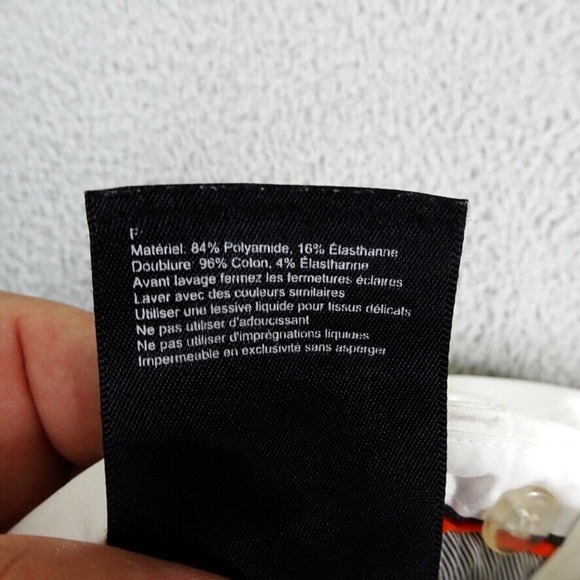 F
Matériel: 84% Polyamide, 16% Élasthanne
Doublure: 96% Coton, 4% Élasthanne
Avant lavage fermez les fermetures éclaires
Laver avec des couleurs similaires
Utiliser une lessive liquide pour tissus délicats
Ne pas utiliser d'adoucissant
Ne pas utiliser d'imprégnations liquides
Imperméable en exclusivité sans asperger